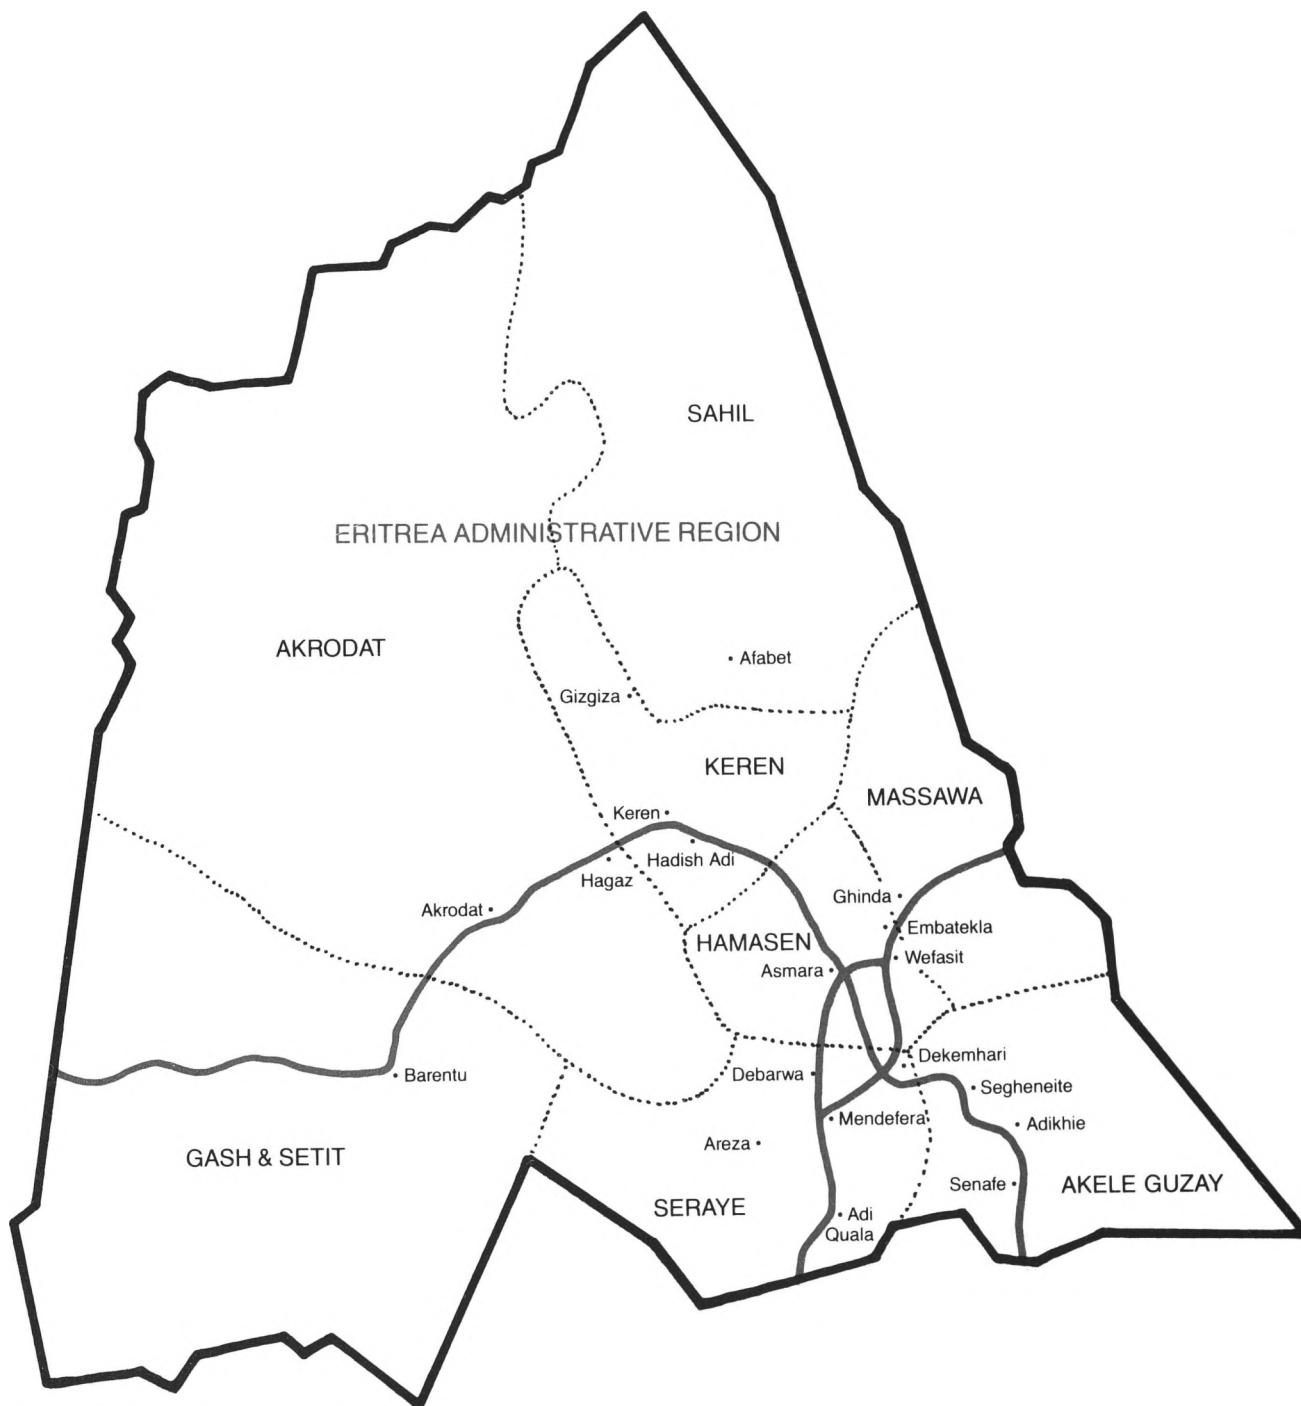 SAHIL
ERITREA ADMINISTRATIVE REGION
AKRODAT
Afabet
Gizgiza
KEREN
MASSAWA
Keren
Hadish Adi
Hagaz
Ghinda
Akrodat
Embatekla
HAMASEN
Wefasit
Asmara
Dekemhari
Debarwa
Barentu
Segheneite
Mendefera
Adikhie
Areza
GASH & SETIT
Senafe
AKELE GUZAY
SERAYE
Adi
Quala